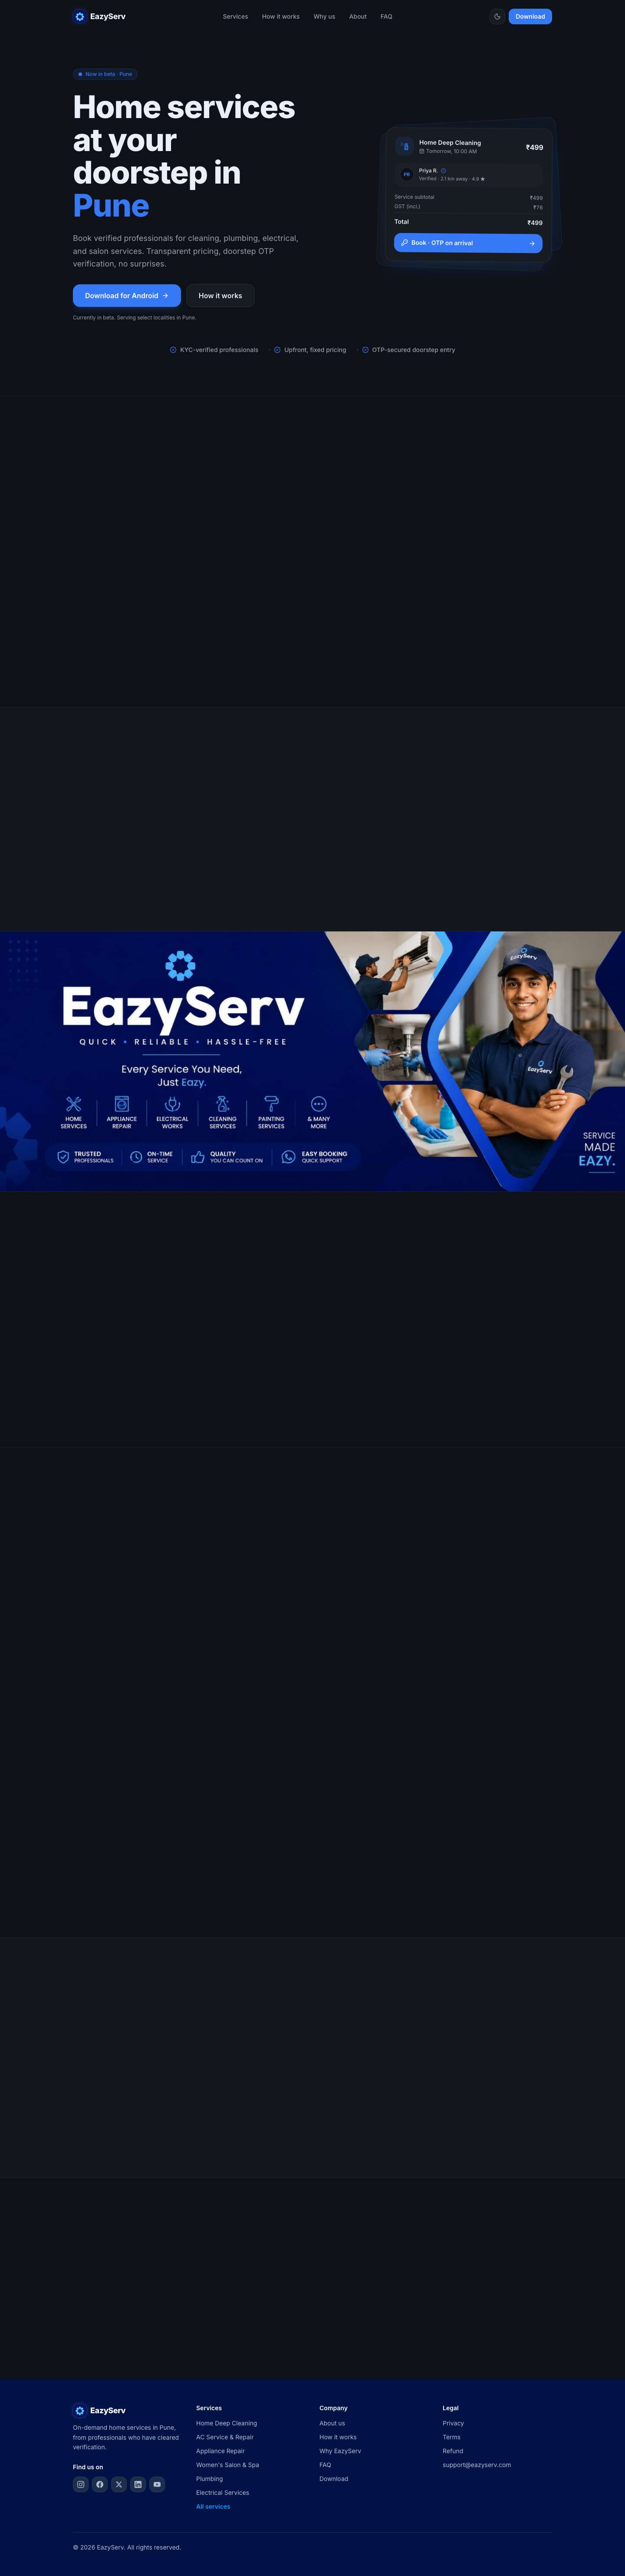 EazyServ
Services
How it works
Why us
About
FAQ
Download
Now in beta · Pune
Home services
at your
doorstep in
Pune
Book verified professionals for cleaning, plumbing, electrical,
and salon services. Transparent pricing, doorstep OTP
verification, no surprises.
Download for Android
How it works
Currently in beta. Serving select localities in Pune.
Home Deep Cleaning
Tomorrow, 10:00 AM
₹499
PR
Priya R.
Verified · 2.1 km away · 4.9 ★
Service subtotal
₹499
GST (incl.)
₹76
Total
₹499
Book · OTP on arrival
KYC-verified professionals
· Upfront, fixed pricing
· OTP-secured doorstep entry
EazyServ
QUICK • RELIABLE • HASSLE-FREE
Every Service You Need,
Just Eazy.
HOME
SERVICES
APPLIANCE
REPAIR
ELECTRICAL
WORKS
CLEANING
SERVICES
PAINTING
SERVICES
& MANY
MORE
TRUSTED
PROFESSIONALS
ON-TIME
SERVICE
QUALITY
YOU CAN COUNT ON
EASY BOOKING
QUICK SUPPORT
EazyServ
EazyServ
SERVICE
MADE
EAZY.
EazyServ
On-demand home services in Pune,
from professionals who have cleared
verification.
Find us on
Services
Home Deep Cleaning
AC Service & Repair
Appliance Repair
Women's Salon & Spa
Plumbing
Electrical Services
All services
Company
About us
How it works
Why EazyServ
FAQ
Download
Legal
Privacy
Terms
Refund
support@eazyserv.com
© 2026 EazyServ. All rights reserved.